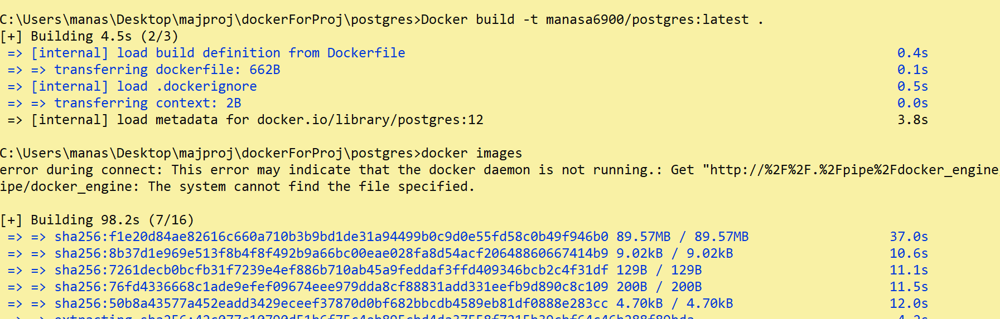 C:\Users\manas\Desktop\majproj\dockerForProj\postgres>Docker build -t manasa6900/postgres:latest .
[+] Building 4.5s (2/3)
=> [internal] load build definition from Dockerfile 0.4s
=> => transferring dockerfile: 662B 0.1s
=> [internal] load .dockerignore 0.5s
=> => transferring context: 2B 0.0s
=> [internal] load metadata for docker.io/library/postgres:12 3.8s
C:\Users\manas\Desktop\majproj\dockerForProj\postgres>docker images
error during connect: This error may indicate that the docker daemon is not running.: Get "http://%2F%2F.%2Fpipe%2Fdocker_engine
ipe/docker_engine: The system cannot find the file specified.
[+] Building 98.2s (7/16)
=> => sha256:f1e20d84ae82616c660a710b3b9bd1de31a94499b0c9d0e55fd58c0b49f946b0 89.57MB / 89.57MB 37.0s
=> => sha256:8b37d1e969e513f8b4f8f492b9a66bc00eae028fa8d54acf20648860667414b9 9.02kB / 9.02kB 10.6s
=> => sha256:7261decb0bcfb31f7239e4ef886b710ab45a9feddaf3ffd409346bcb2c4f31df 129B / 129B 11.1s
=> => sha256:76fd4336668c1ade9efef09674eee979dda8cf88831add331eefb9d890c8c109 200B / 200B 11.5s
=> => sha256:50b8a43577a452eadd3429eceef37870d0bf682bbcdb4589eb81df0888e283cc 4.70kB / 4.70kB 12.0s
=> => extracting 4.2s